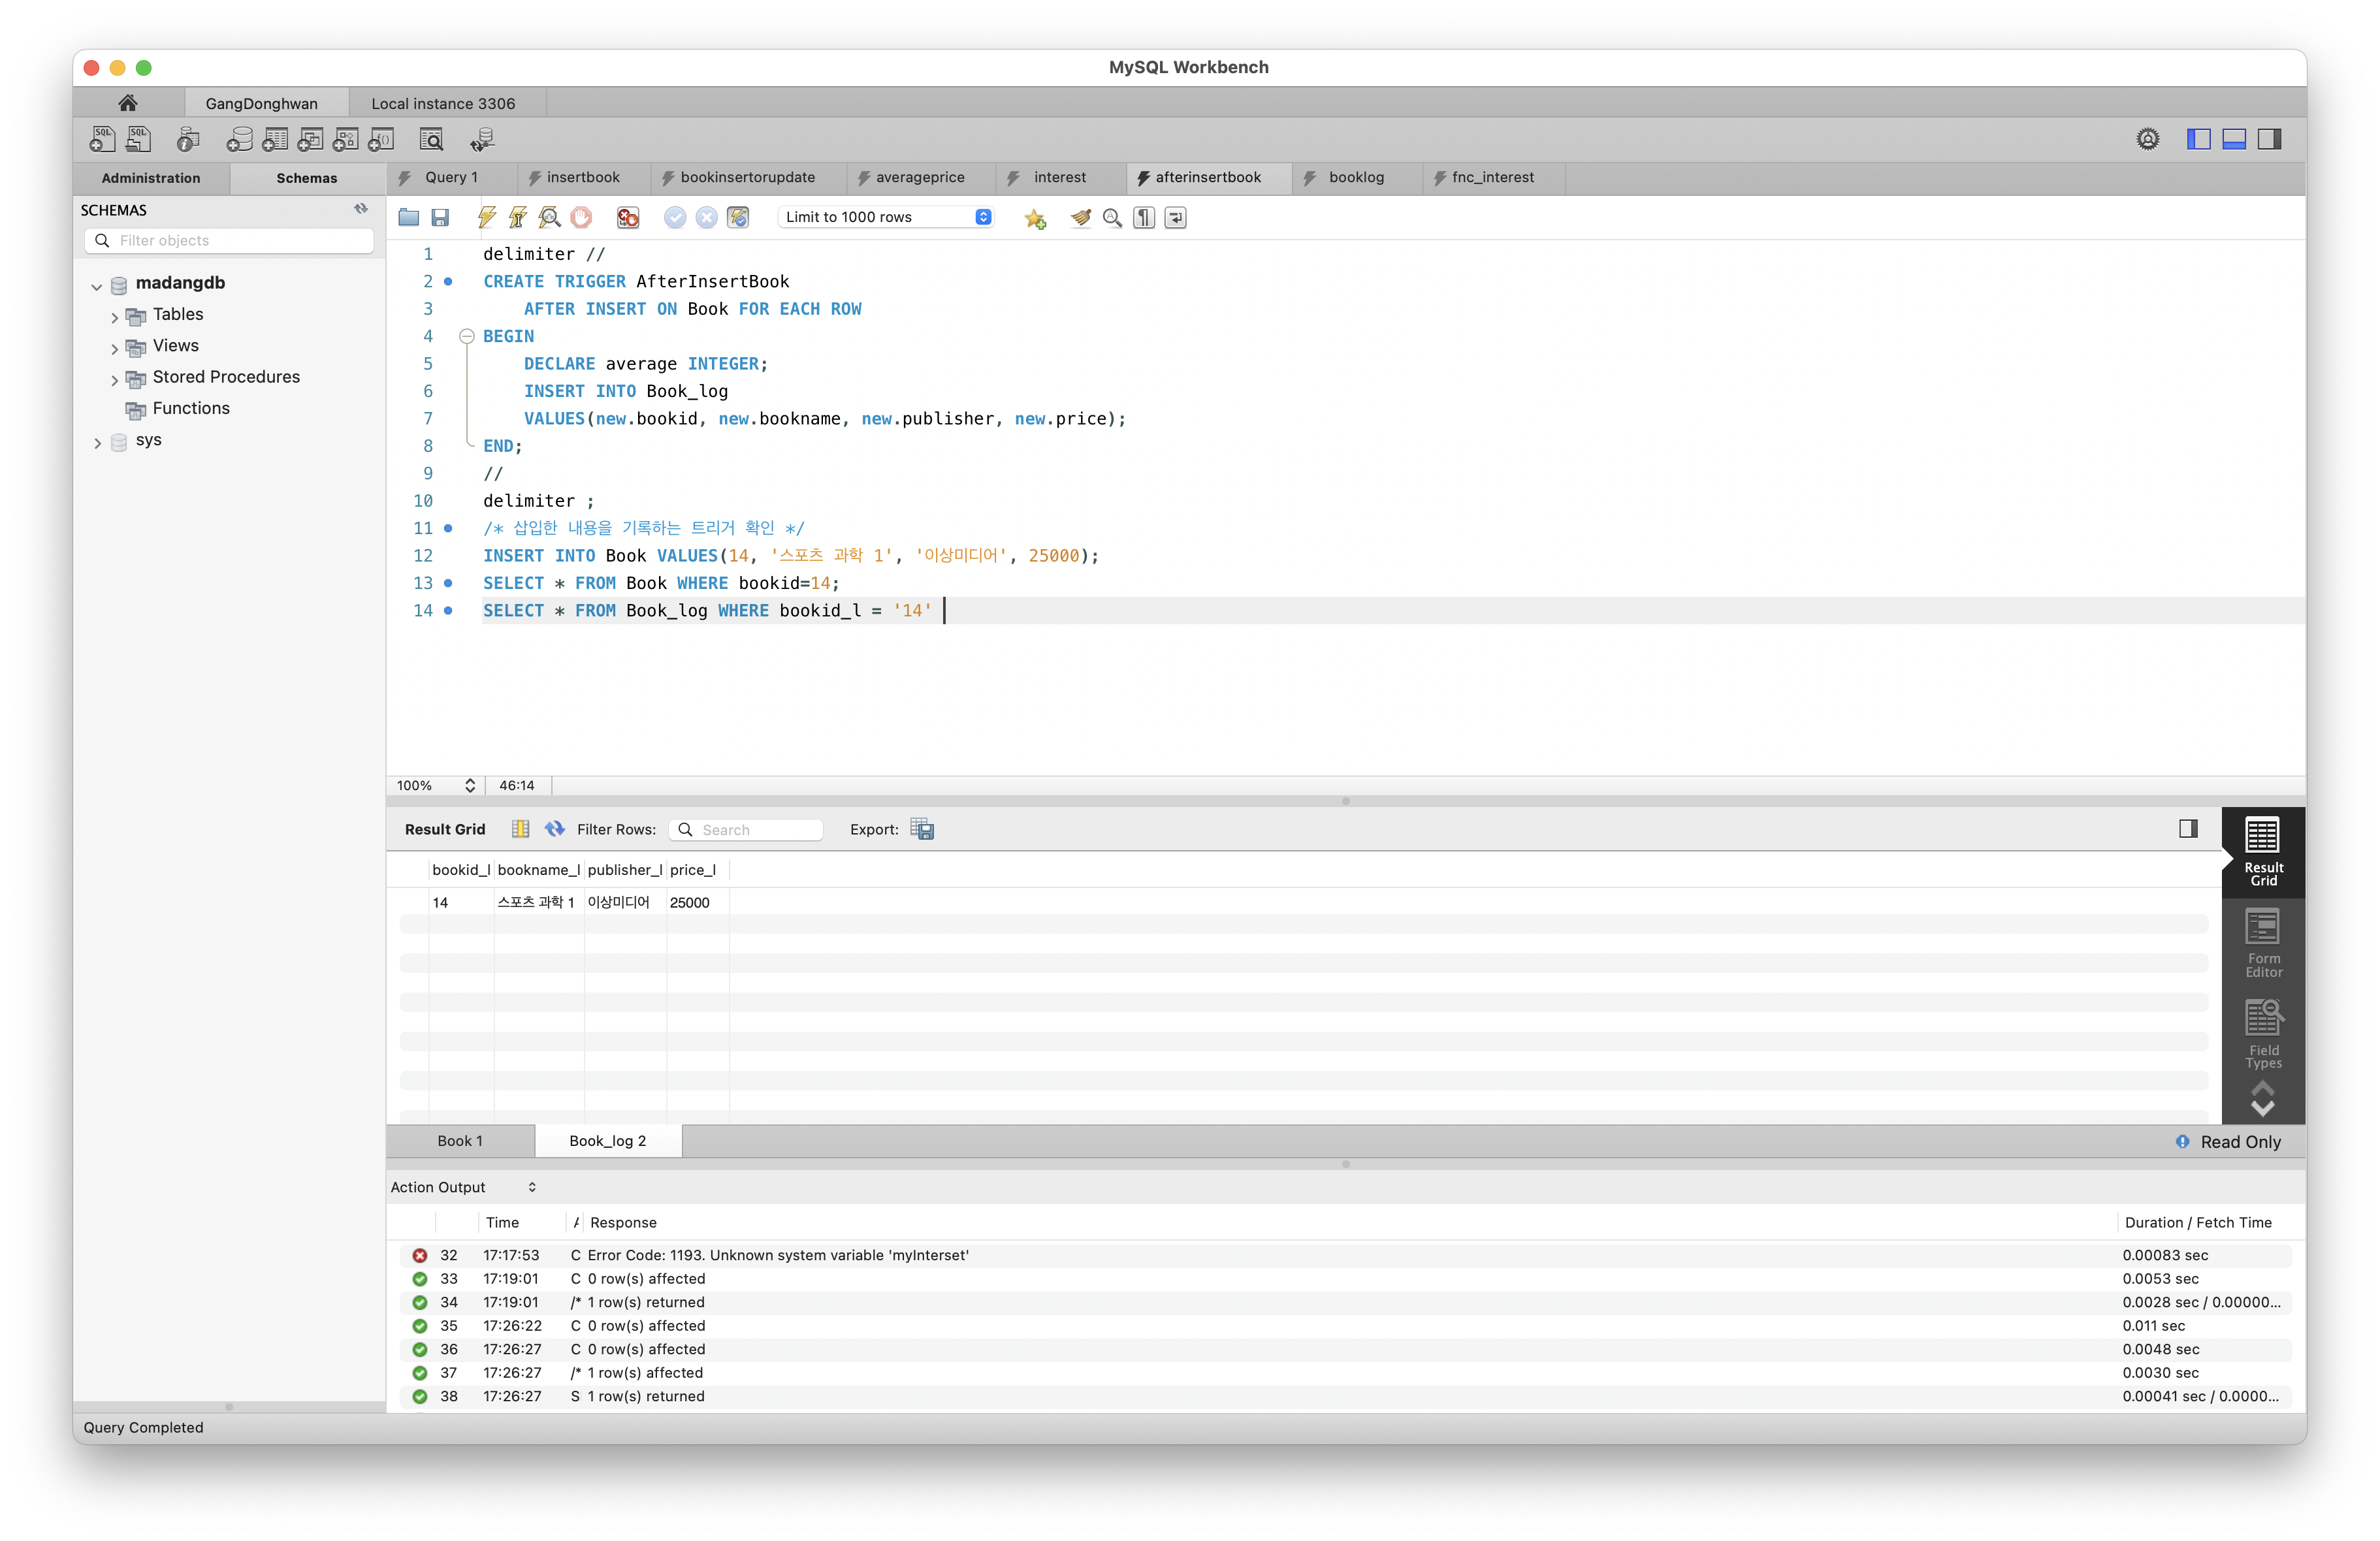 MySQL Workbench
GangDonghwan
Local instance 3306
Administration
Schemas
Query 1
insertbook
bookinsertorupdate
averageprice
interest
afterinsertbook
booklog
fnc_interest
SCHEMAS
Filter objects
madangdb
Tables
Views
Stored Procedures
Functions
sys
Limit to 1000 rows
1 delimiter //
2 CREATE TRIGGER AfterInsertBook
3 AFTER INSERT ON Book FOR EACH ROW
4 BEGIN
5 DECLARE average INTEGER;
6 INSERT INTO Book_log
7 VALUES(new.bookid, new.bookname, new.publisher, new.price);
8 END;
9 //
10 delimiter ;
11 /* 삽입한 내용을 기록하는 트리거 확인 */
12 INSERT INTO Book VALUES(14, '스포츠 과학 1', '이상미디어', 25000);
13 SELECT * FROM Book WHERE bookid=14;
14 SELECT * FROM Book_log WHERE bookid_l = '14'
100% 46:14
Result Grid Filter Rows: Search Export:
bookid_l bookname_l publisher_l price_l
14 스포츠 과학 1 이상미디어 25000
Result
Grid
Form
Editor
Field
Types
Book 1 Book_log 2 Read Only
Action Output
Time Response Duration / Fetch Time
32 17:17:53 C Error Code: 1193. Unknown system variable 'myInterset' 0.00083 sec
33 17:19:01 C 0 row(s) affected 0.0053 sec
34 17:19:01 /* 1 row(s) returned 0.0028 sec / 0.00000...
35 17:26:22 C 0 row(s) affected 0.011 sec
36 17:26:27 C 0 row(s) affected 0.0048 sec
37 17:26:27 /* 1 row(s) affected 0.0030 sec
38 17:26:27 S 1 row(s) returned 0.00041 sec / 0.0000...
Query Completed